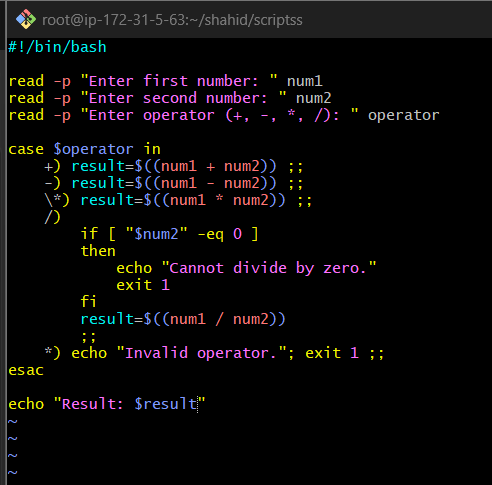 root@ip-172-31-5-63:~/shahid/scriptss
#!/bin/bash

read -p "Enter first number: " num1
read -p "Enter second number: " num2
read -p "Enter operator (+, -, *, /): " operator

case $operator in
    +) result=$((num1 + num2)) ;;
    -) result=$((num1 - num2)) ;;
    \*) result=$((num1 * num2)) ;;
    /)
        if [ "$num2" -eq 0 ]
        then
            echo "Cannot divide by zero."
            exit 1
        fi
        result=$((num1 / num2))
        ;;
    *) echo "Invalid operator."; exit 1 ;;
esac

echo "Result: $result"
~
~
~
~